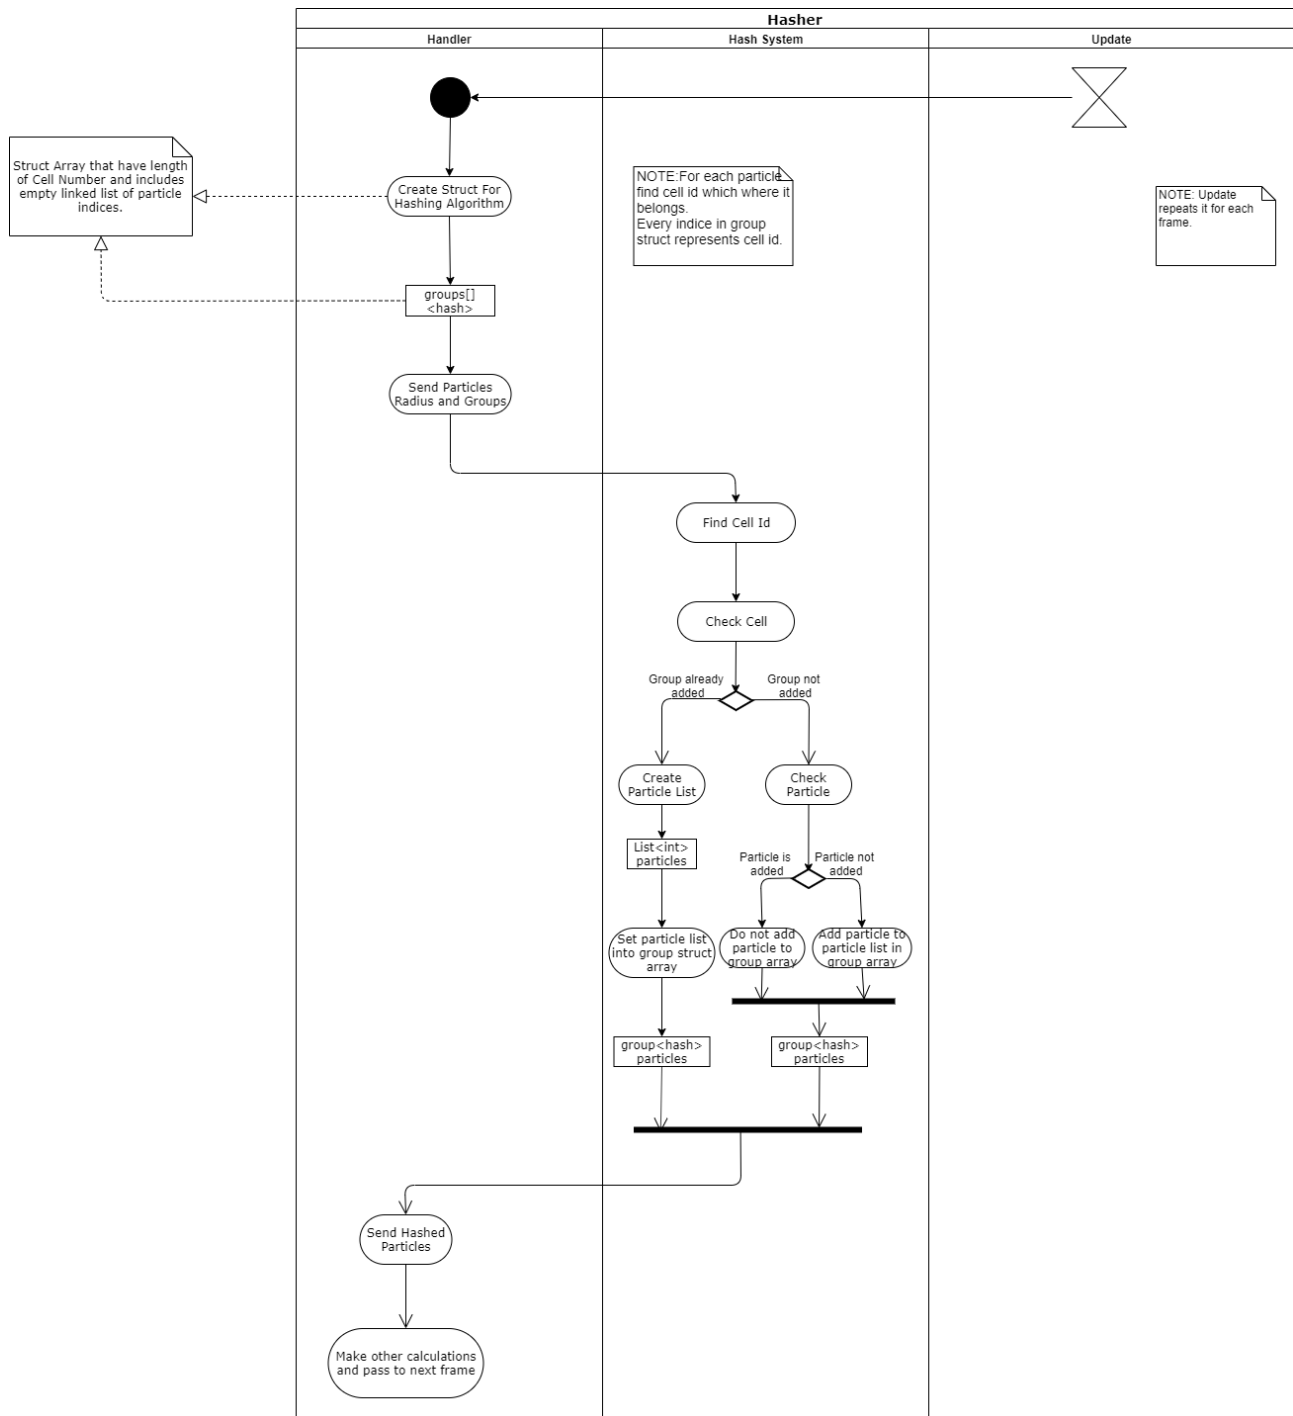 Hasher
Handler
Hash System
Update
Struct Array that have length
of Cell Number and includes
empty linked list of particle
indices.
Create Struct For
Hashing Algorithm
NOTE:For each particle
find cell id which where it
belongs.
Every indice in group
struct represents cell id.
NOTE: Update
repeats it for each
frame.
groups[]
<hash>
Send Particles
Radius and Groups
Find Cell Id
Check Cell
Group already
added
Group not
added
Create
Particle List
Check
Particle
List<int>
particles
Particle is
added
Particle not
added
Set particle list
into group struct
array
Do not add
particle to
group array
Add particle to
particle list in
group array
group<hash>
particles
group<hash>
particles
Send Hashed
Particles
Make other calculations
and pass to next frame